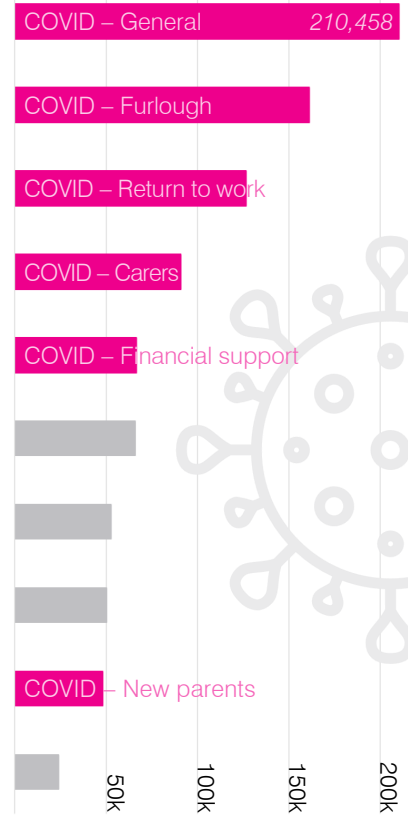 COVID – General 210,458
COVID – Furlough
COVID – Return to work
COVID – Carers
COVID – Financial support
COVID – New parents
50k 100k 150k 200k